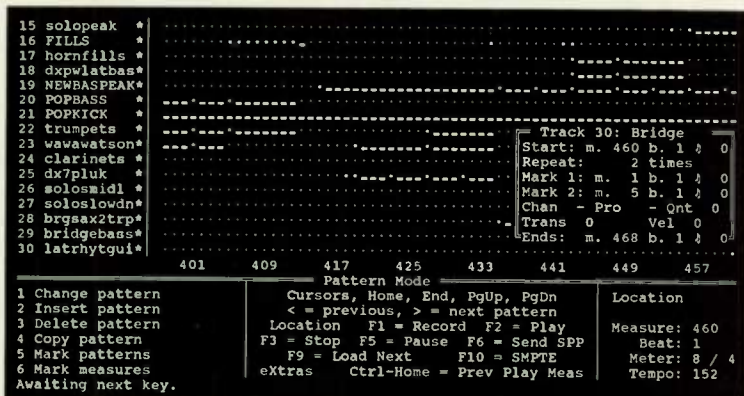 15 solopeak *
16 FILLS *
17 hornfills *
18 dxpwlatbas*
19 NEWBASPEAK*
20 POPBASS *
21 POPKICK *
22 trumpets *
23 wawawatson*
24 clarinets *
25 dx7pluk *
26 solosmidl *
27 soloslowdn*
28 brgsax2trp*
29 bridgebass*
30 latrhytgui*
Track 30: Bridge
Start: m. 460 b. 1 ♪ 0
Repeat: 2 times
Mark 1: m. 1 b. 1 ♪ 0
Mark 2: m. 5 b. 1 ♪ 0
Chan - Pro - Qnt 0
Trans 0 Vel 0
Ends: m. 468 b. 1 ♪ 0
401 409 417 425 433 441 449 457
Pattern Mode
1 Change pattern
2 Insert pattern
3 Delete pattern
4 Copy pattern
5 Mark patterns
6 Mark measures
Awaiting next key.
Cursors, Home, End, PgUp, PgDn
< = previous, > = next pattern
Location F1 = Record F2 = Play
F3 = Stop F5 = Pause F6 = Send SPP
F9 = Load Next F10 = SMPTE
eXtras Ctrl-Home = Prev Play Meas
Location
Measure: 460
Beat: 1
Meter: 8 / 4
Tempo: 152